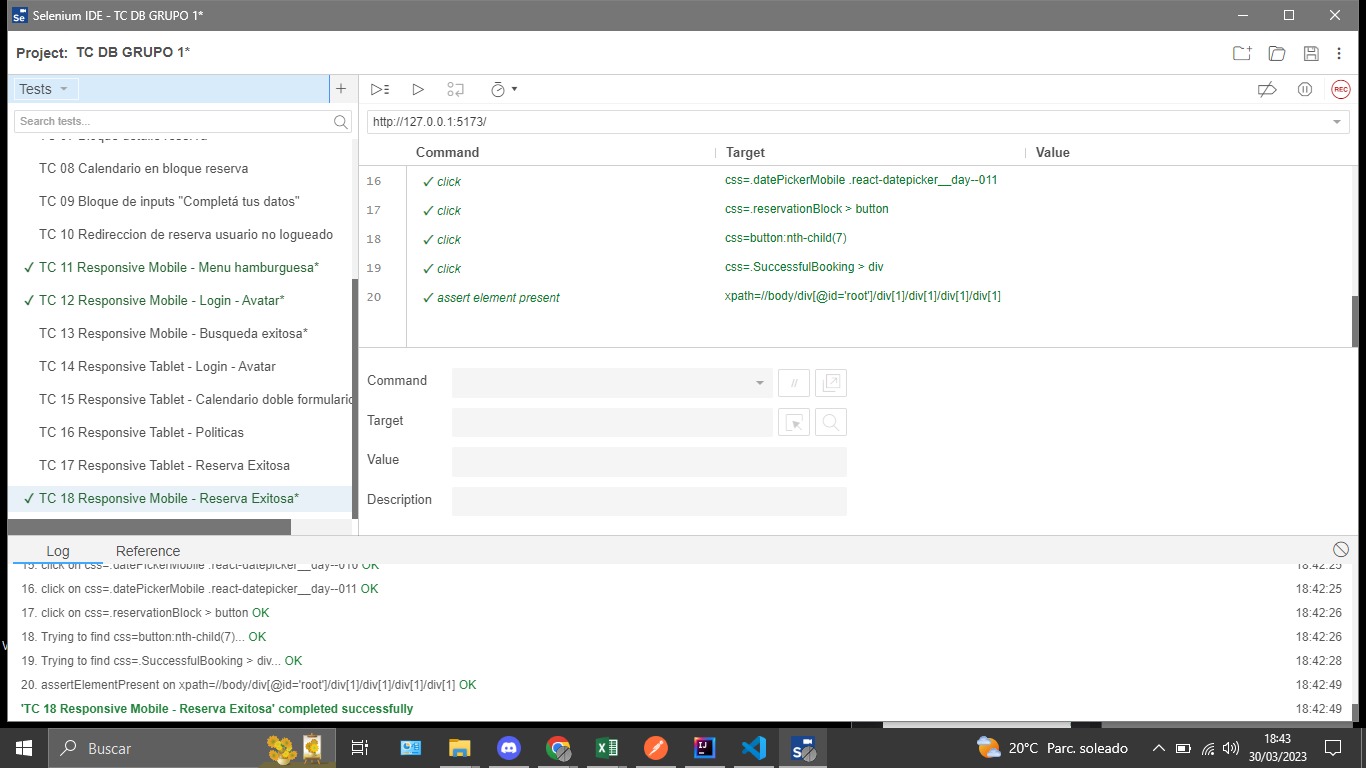 Selenium IDE - TC DB GRUPO 1*
Project: TC DB GRUPO 1*
Tests
Search tests...
http://127.0.0.1:5173/
REC
Command Target Value
TC 08 Calendario en bloque reserva
TC 09 Bloque de inputs "Completá tus datos"
TC 10 Redireccion de reserva usuario no logueado
✓ TC 11 Responsive Mobile - Menu hamburguesa*
✓ TC 12 Responsive Mobile - Login - Avatar*
TC 13 Responsive Mobile - Busqueda exitosa*
TC 14 Responsive Tablet - Login - Avatar
TC 15 Responsive Tablet - Calendario doble formulario
TC 16 Responsive Tablet - Politicas
TC 17 Responsive Tablet - Reserva Exitosa
✓ TC 18 Responsive Mobile - Reserva Exitosa*
16 ✓ click css=.datePickerMobile .react-datepicker__day--011
17 ✓ click css=.reservationBlock > button
18 ✓ click css=button:nth-child(7)
19 ✓ click css=.SuccessfulBooking > div
20 ✓ assert element present xpath=//body/div[@id='root']/div[1]/div[1]/div[1]/div[1]
Command //
Target
Value
Description
Log Reference
15. click on css=.datePickerMobile .react-datepicker__day--010 OK 18:42:25
16. click on css=.datePickerMobile .react-datepicker__day--011 OK 18:42:25
17. click on css=.reservationBlock > button OK 18:42:26
18. Trying to find css=button:nth-child(7)... OK 18:42:26
19. Trying to find css=.SuccessfulBooking > div... OK 18:42:28
20. assertElementPresent on xpath=//body/div[@id='root']/div[1]/div[1]/div[1]/div[1] OK 18:42:49
'TC 18 Responsive Mobile - Reserva Exitosa' completed successfully 18:42:49
Buscar
20°C Parc. soleado
18:43
30/03/2023